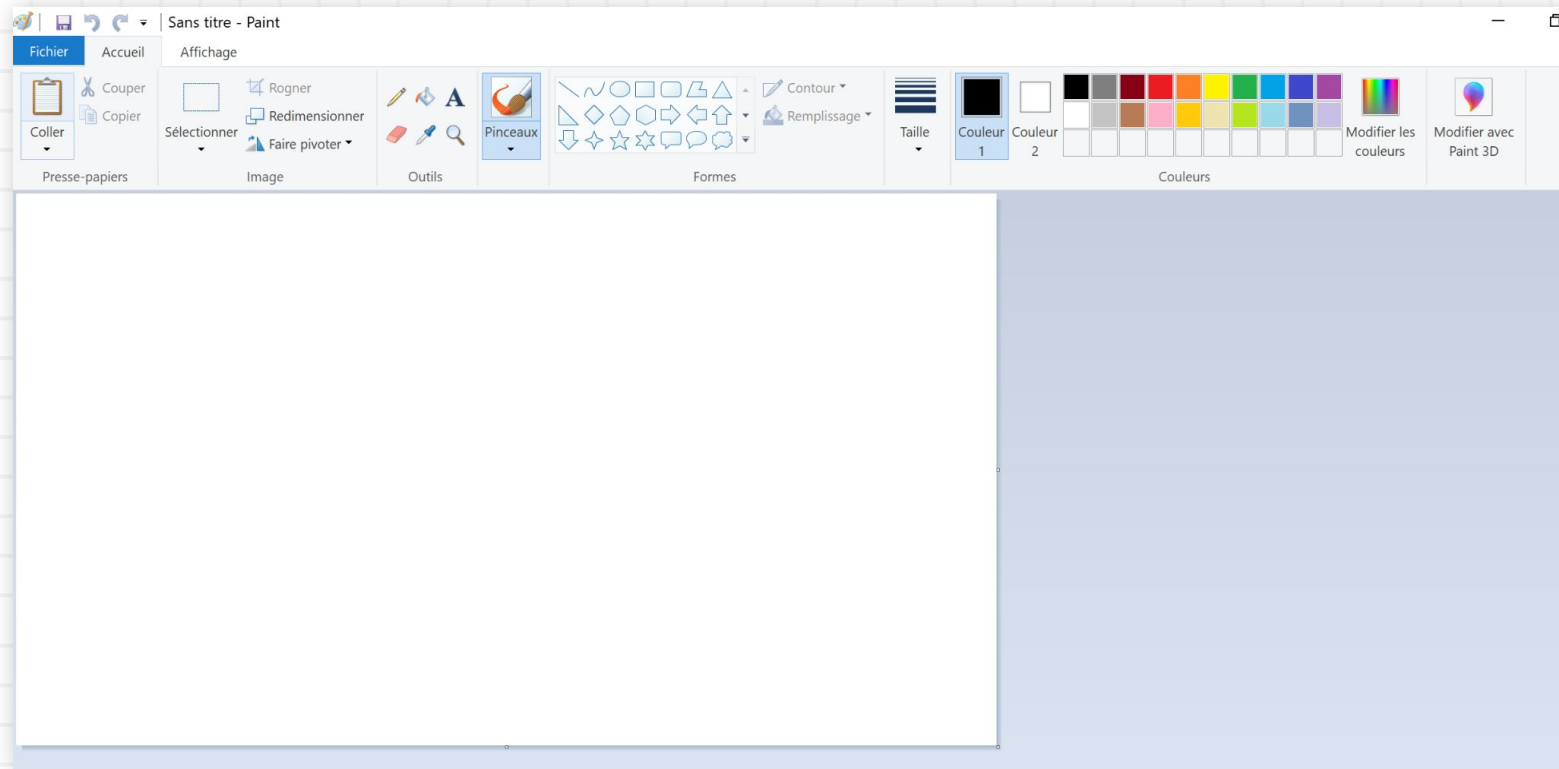 Sans titre - Paint
Fichier Accueil Affichage
Coller
Couper
Copier
Presse-papiers
Sélectionner
Rogner
Redimensionner
Faire pivoter
Image
A
Outils
Pinceaux
Contour
Remplissage
Formes
Taille
Couleur
1
Couleur
2
Modifier les
couleurs
Couleurs
Modifier avec
Paint 3D